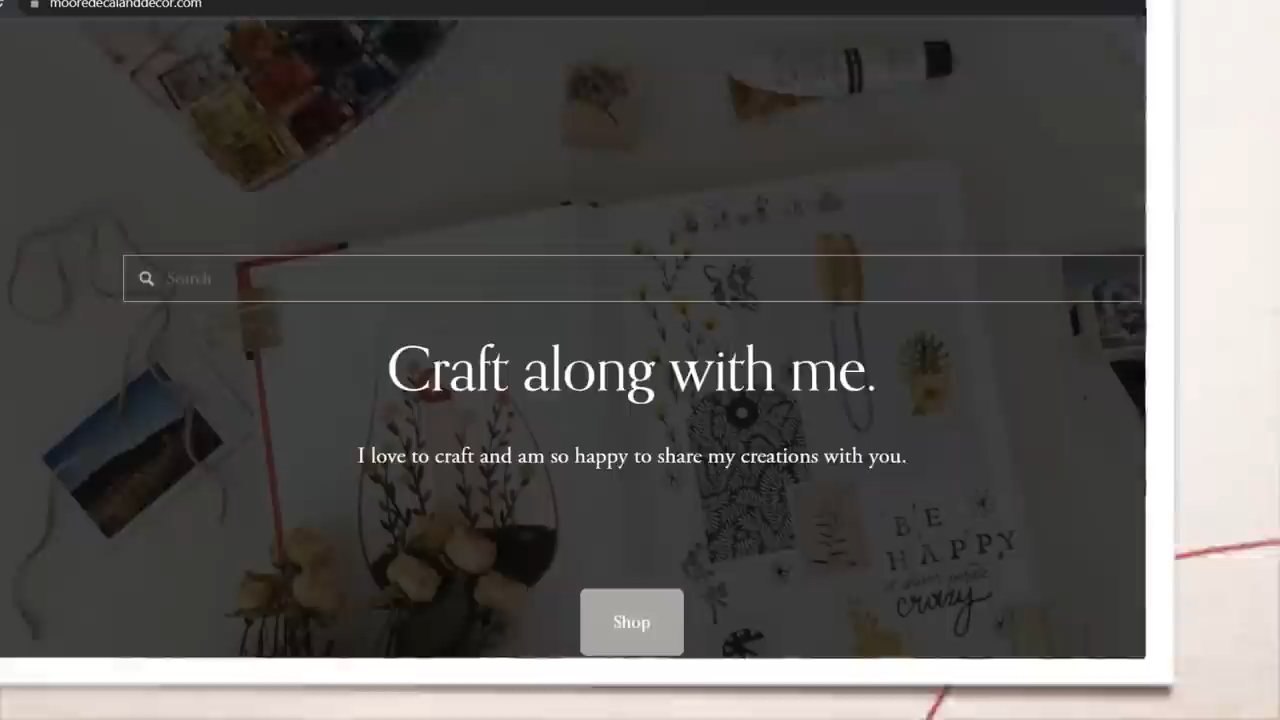 mooredecalanddecor.com
Search
Craft along with me.
I love to craft and am so happy to share my creations with you.
BE
HAPPY
crazy
Shop